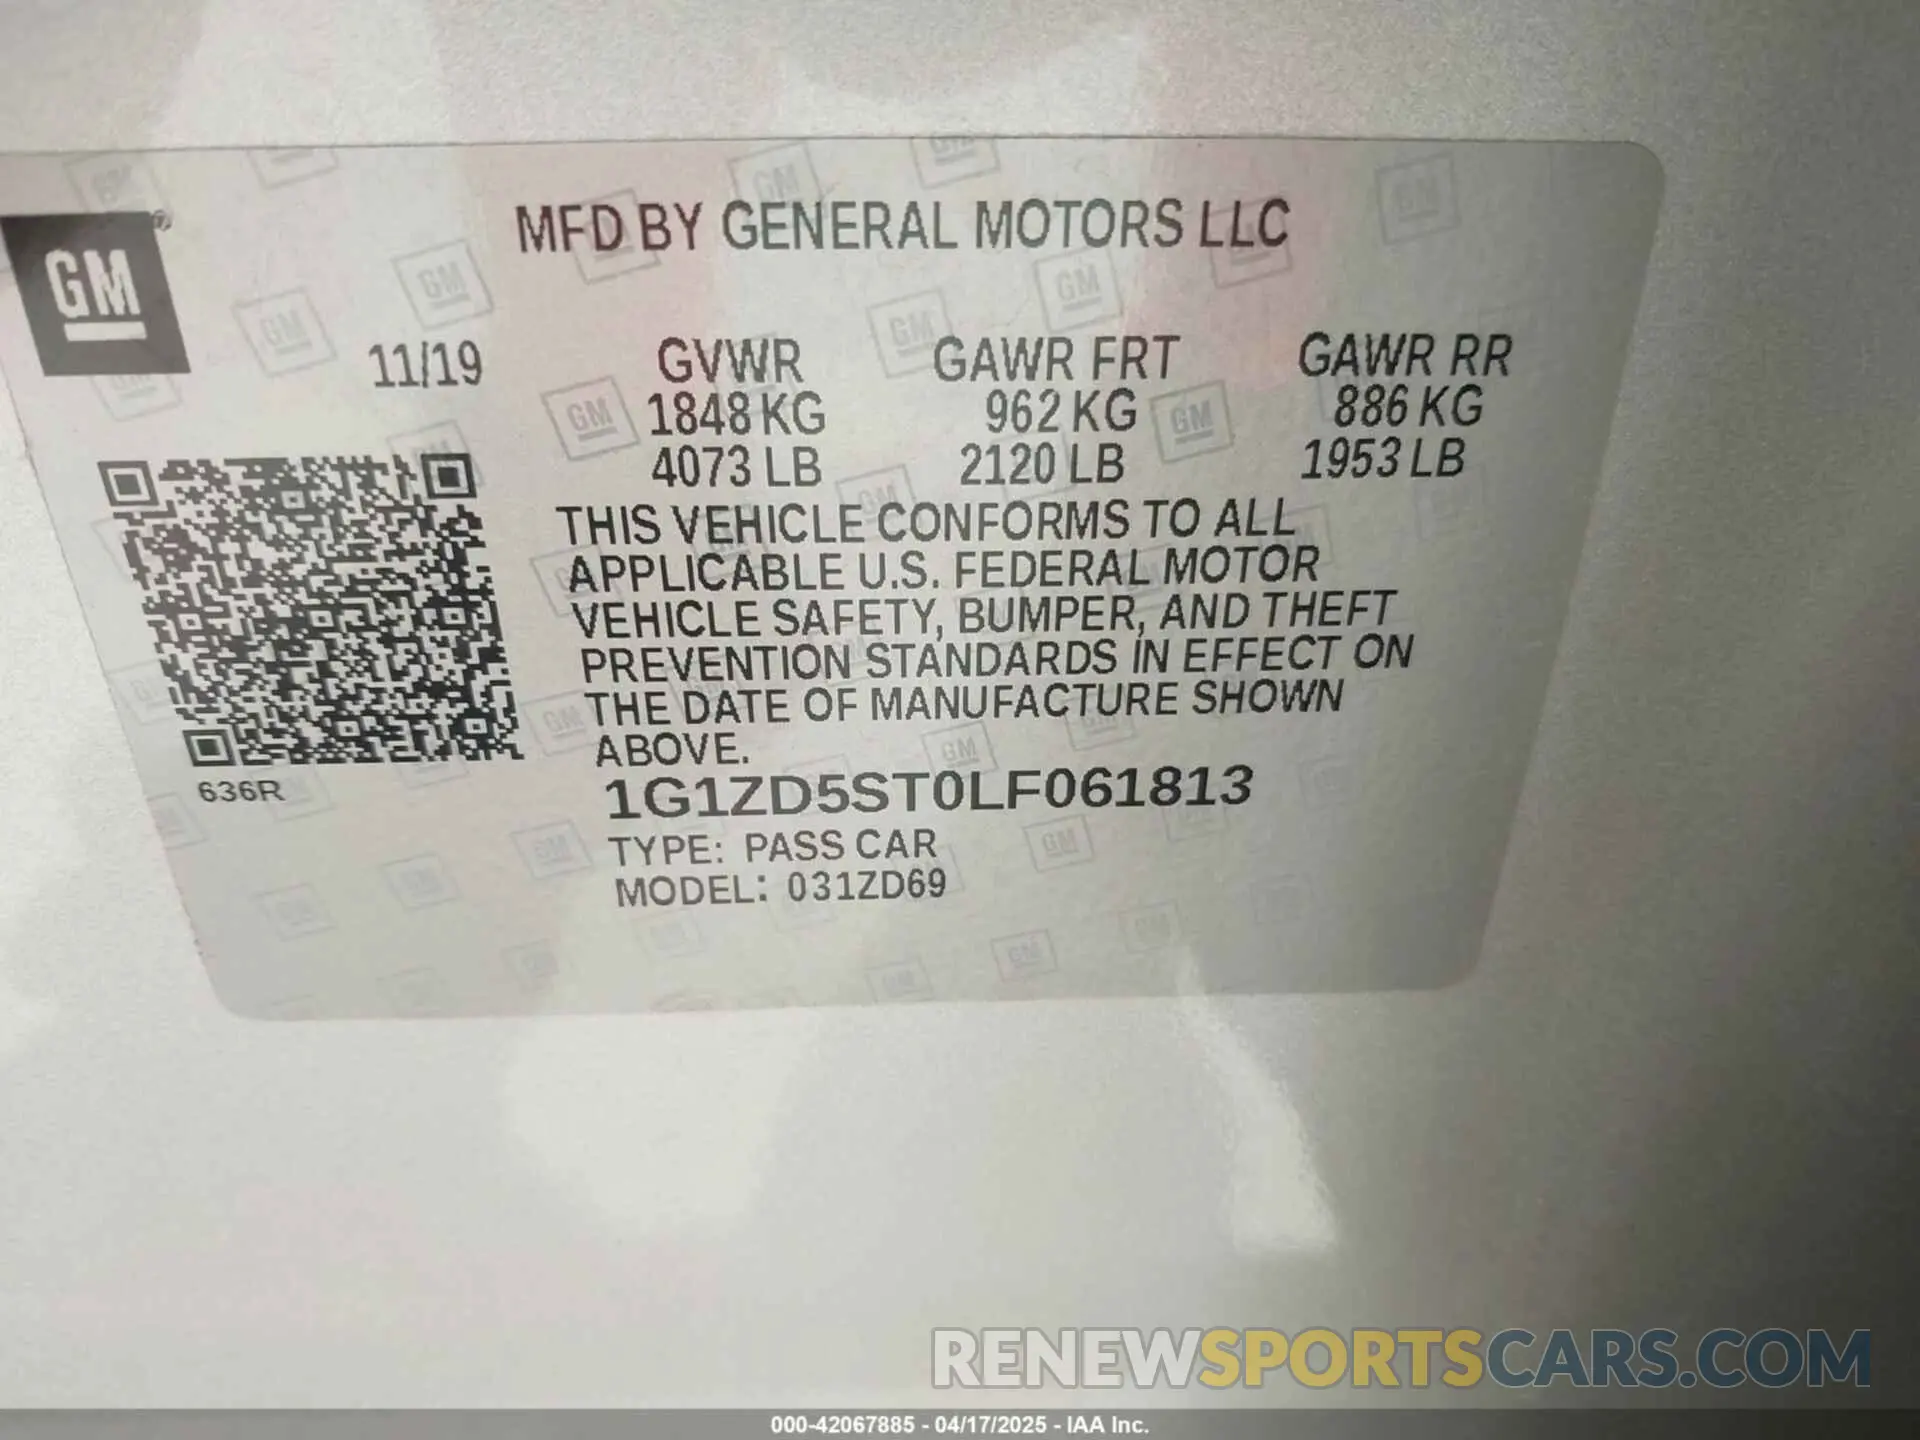 MFD BY GENERAL MOTORS LLC
GM
11/19 GVWR GAWR FRT GAWR RR
1848 KG 962 KG 886 KG
4073 LB 2120 LB 1953 LB
THIS VEHICLE CONFORMS TO ALL
APPLICABLE U.S. FEDERAL MOTOR
VEHICLE SAFETY, BUMPER, AND THEFT
PREVENTION STANDARDS IN EFFECT ON
THE DATE OF MANUFACTURE SHOWN
ABOVE.
636R
1G1ZD5ST0LF061813
TYPE: PASS CAR
MODEL: 031ZD69
RENEWSPORTSCARS.COM
000-42067885 - 04/17/2025 - IAA Inc.